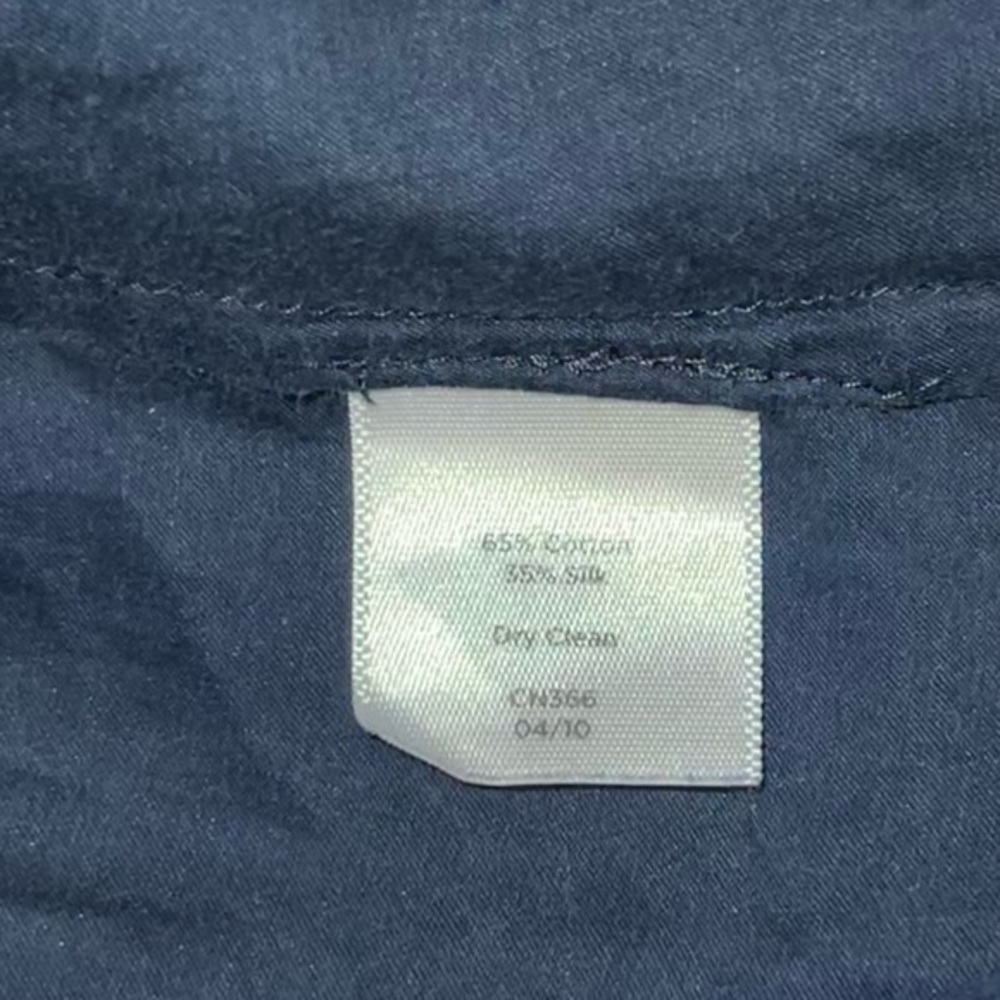 65% Cotton
35% Silk
Dry Clean
CN366
04/10